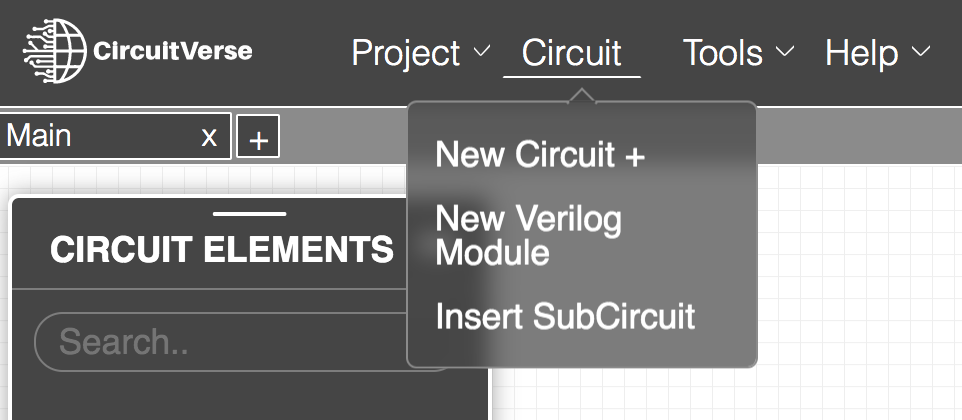 CircuitVerse
Project Circuit Tools Help
Main x +
New Circuit +
New Verilog
Module
Insert SubCircuit
CIRCUIT ELEMENTS
Search..